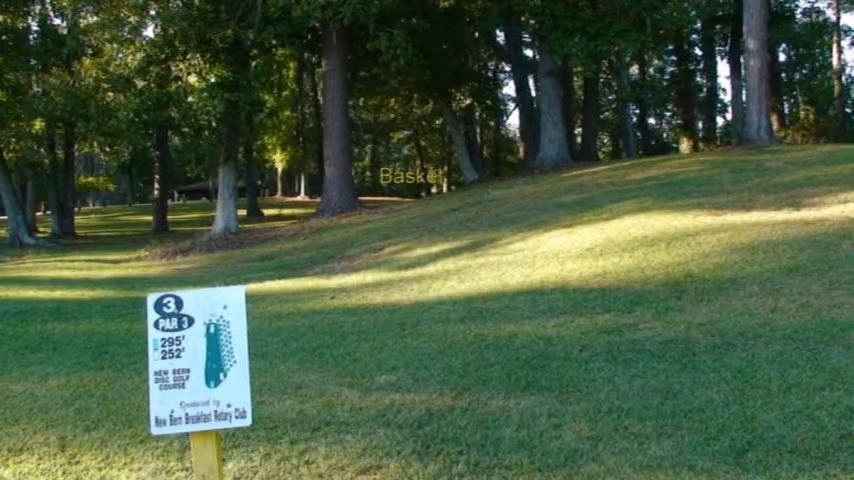 Basket
3
PAR 3
295'
252'
NEW BERN
DISC GOLF
COURSE
Sponsored by
New Bern Breakfast Rotary Club